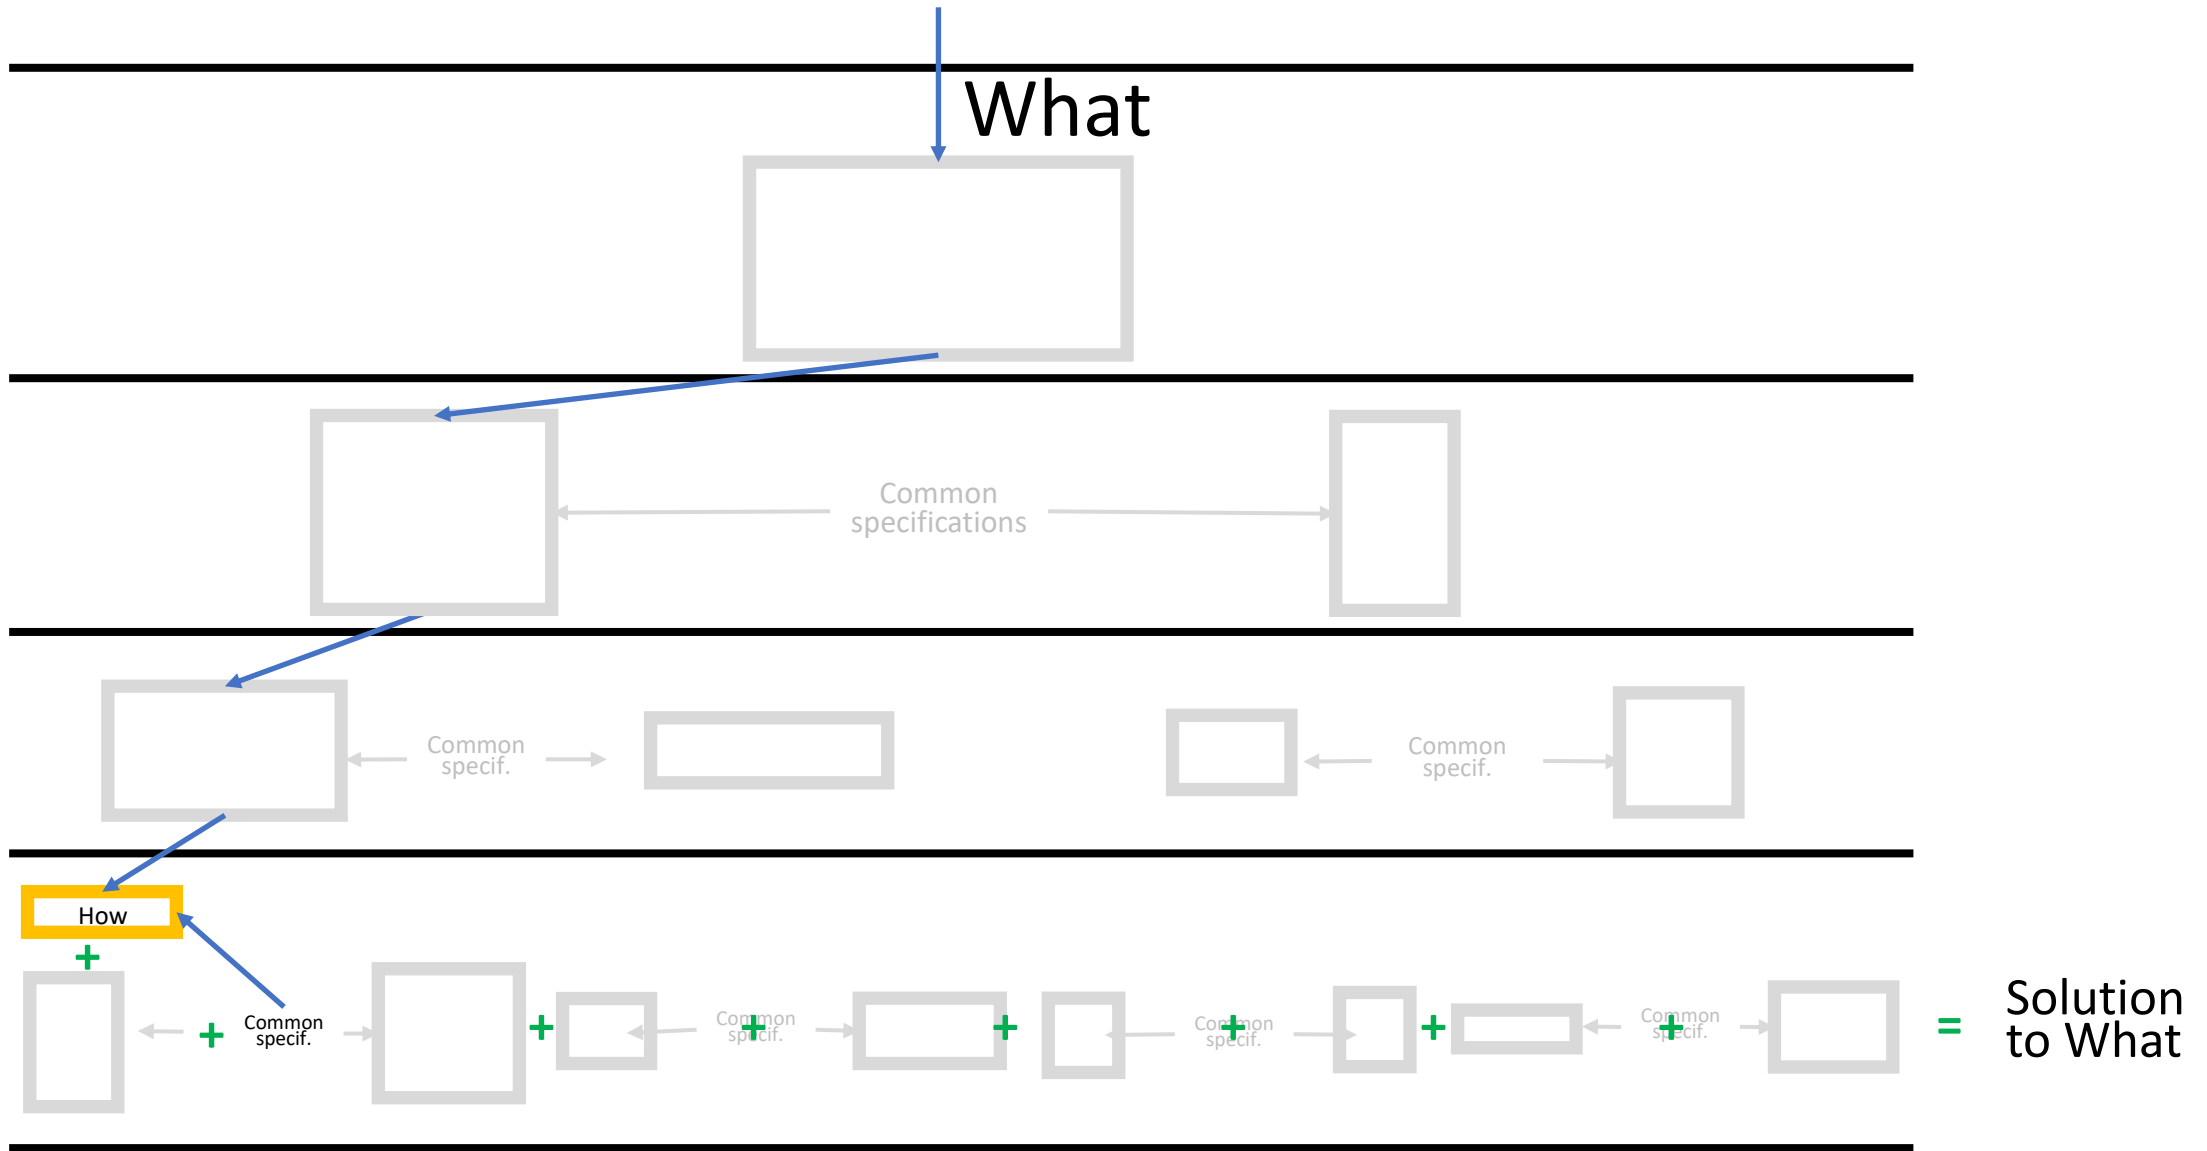 What
Common
specifications
Common
specif.
Common
specif.
How
+
+
Common
specif.
+
Common
specif.
+
+
Common
specif.
+
+
Common
specif.
+
=
Solution
to What